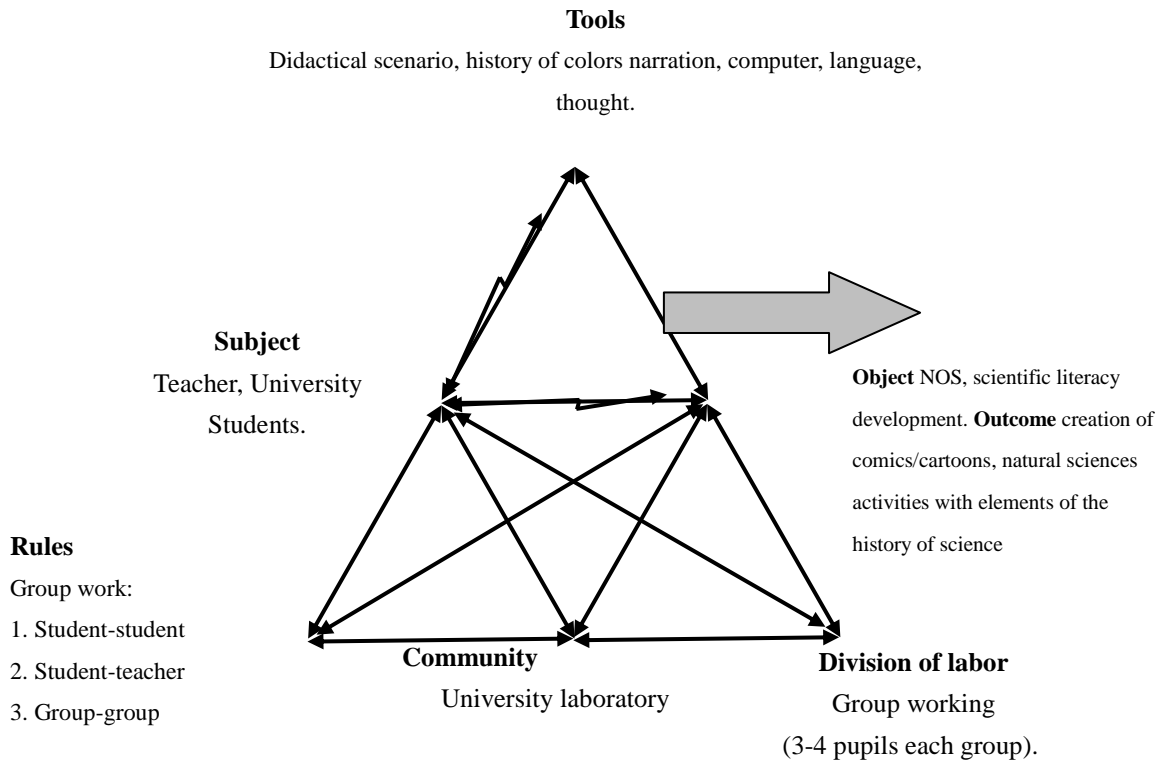 Tools
Didactical scenario, history of colors narration, computer, language,
thought.
Subject
Teacher, University
Students.
Object NOS, scientific literacy
development. Outcome creation of
comics/cartoons, natural sciences
activities with elements of the
history of science
Rules
Group work:
1. Student-student
2. Student-teacher
3. Group-group
Community
University laboratory
Division of labor
Group working
(3-4 pupils each group).